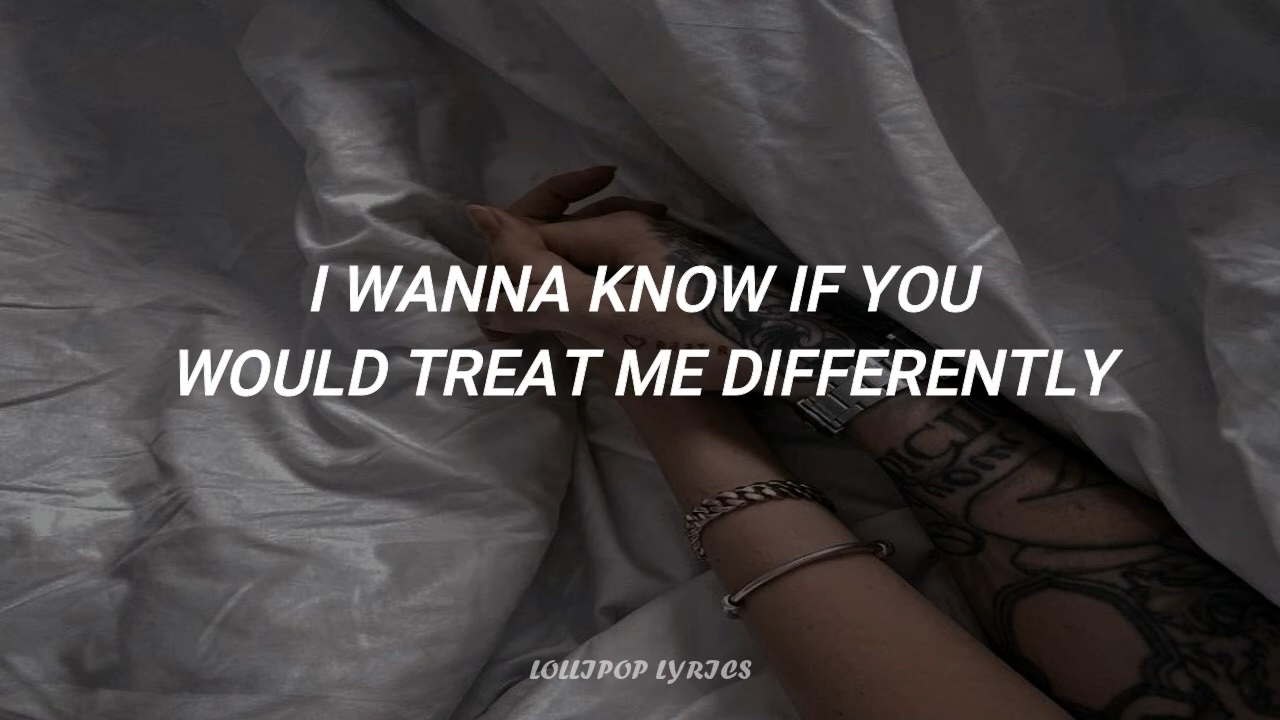 I WANNA KNOW IF YOU
WOULD TREAT ME DIFFERENTLY
LOLLIPOP LYRICS